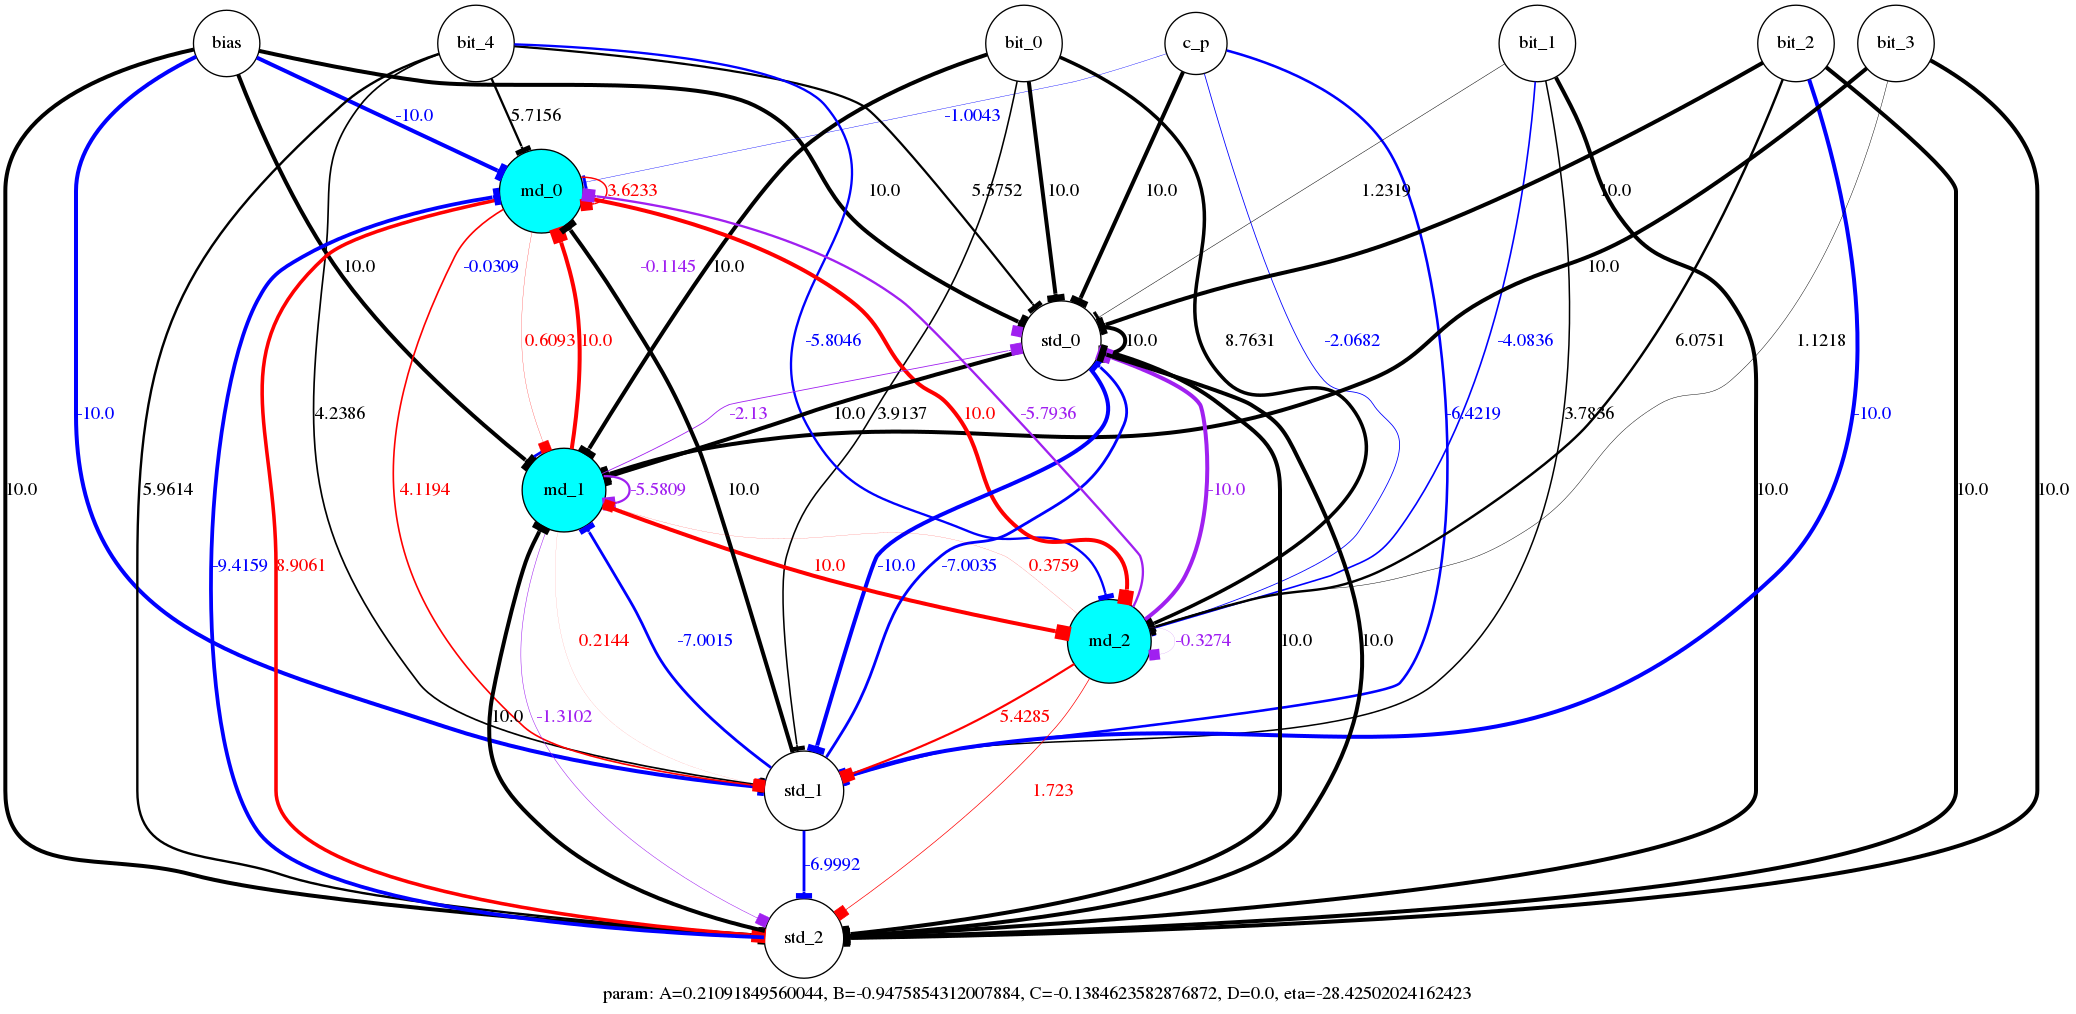 bias bit_4 bit_0 c_p bit_1 bit_2 bit_3
-10.0 5.7156 -1.0043
md_0 3.6233 10.0 5.5752 10.0 10.0 1.2319 10.0
10.0 -0.0309 -0.1145 10.0 10.0
0.6093 10.0 -5.8046 std_0 10.0 8.7631 -2.0682 -4.0836 6.0751 1.1218
-10.0 4.2386 -2.13 10.0 3.9137 10.0 -5.7936 -6.4219 3.7836 -10.0
10.0 5.9614 4.1194 md_1 -5.5809 10.0 -10.0 10.0 10.0 10.0
-9.4159 8.9061 10.0 -10.0 -7.0035 0.3759
0.2144 -7.0015 md_2 -0.3274 10.0 10.0
10.0 -1.3102 5.4285
std_1 1.723
-6.9992
std_2
param: A=0.21091849560044, B=-0.9475854312007884, C=-0.1384623582876872, D=0.0, eta=-28.42502024162423